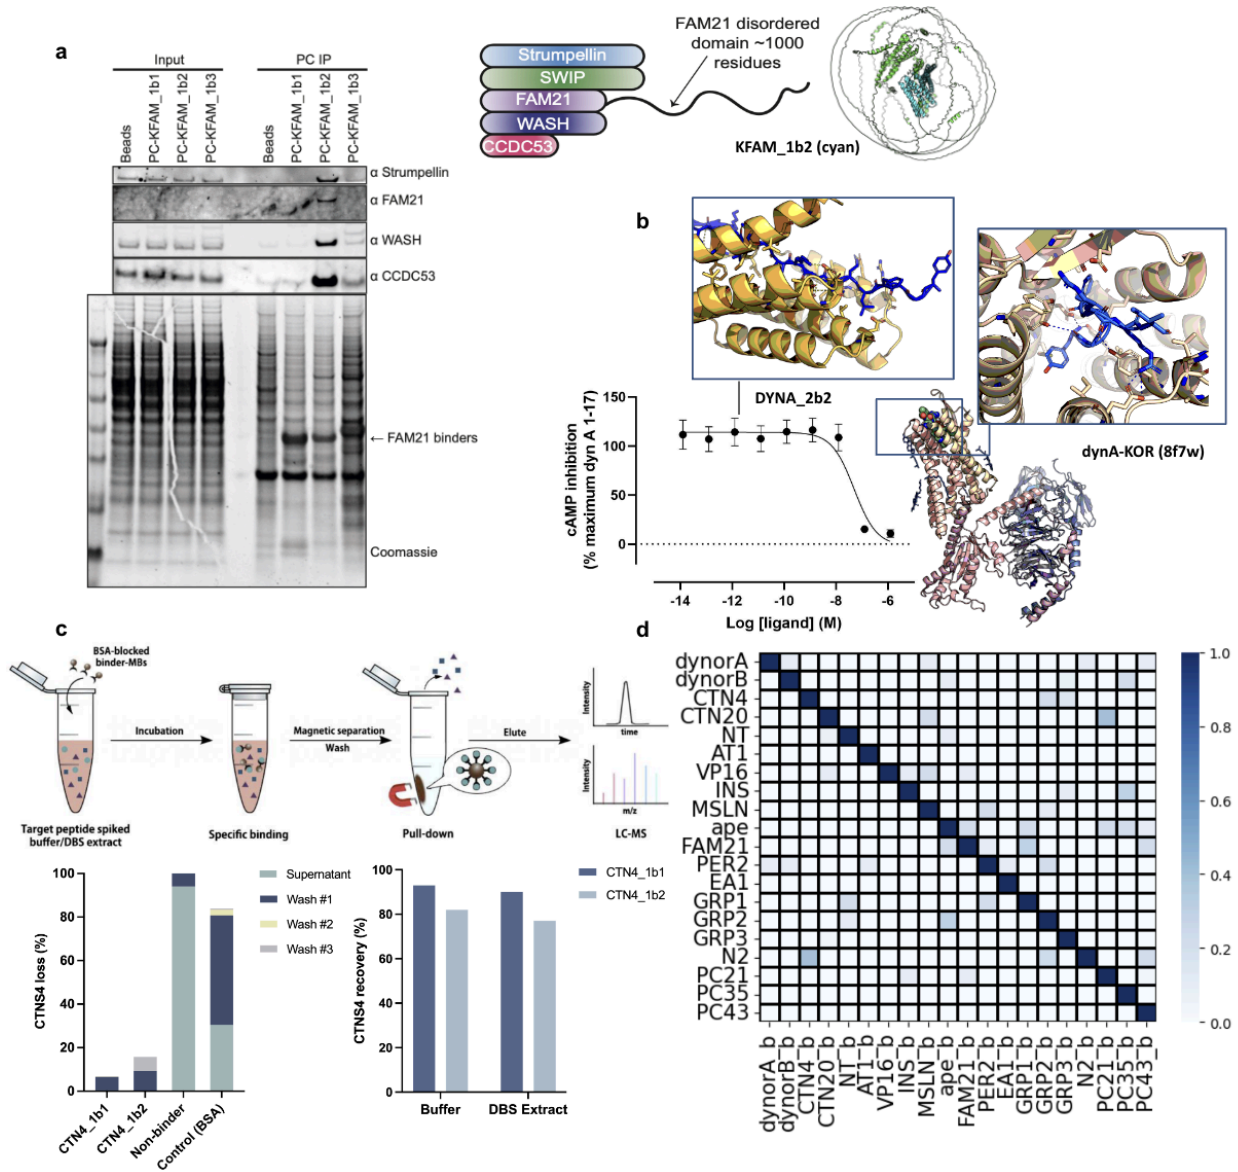 a
Input
PC IP
Beads
PC-KFAM_1b1
PC-KFAM_1b2
PC-KFAM_1b3
Beads
PC-KFAM_1b1
PC-KFAM_1b2
PC-KFAM_1b3
α Strumpellin
α FAM21
α WASH
α CCDC53
← FAM21 binders
Coomassie
Strumpellin
SWIP
FAM21
WASH
CCDC53
FAM21 disordered
domain ~1000
residues
KFAM_1b2 (cyan)
b
DYNA_2b2
dynA-KOR (8f7w)
cAMP inhibition
(% maximum dyn A 1-17)
150
100
50
0
-14
-12
-10
-8
-6
Log [ligand] (M)
c
BSA-blocked
binder-MBs
Incubation
Magnetic separation
Wash
Elute
Intensity
time
Intensity
m/z
Target peptide spiked
buffer/DBS extract
Specific binding
Pull-down
LC-MS
CTNS4 loss (%)
100
80
60
40
20
0
CTN4_1b1
CTN4_1b2
Non-binder
Control (BSA)
Supernatant
Wash #1
Wash #2
Wash #3
CTNS4 recovery (%)
100
80
60
40
20
0
Buffer
DBS Extract
CTN4_1b1
CTN4_1b2
d
dynorA
dynorB
CTN4
CTN20
NT
AT1
VP16
INS
MSLN
ape
FAM21
PER2
EA1
GRP1
GRP2
GRP3
N2
PC21
PC35
PC43
dynorA_b
dynorB_b
CTN4_b
CTN20_b
NT_b
AT1_b
VP16_b
INS_b
MSLN_b
ape_b
FAM21_b
PER2_b
EA1_b
GRP1_b
GRP2_b
GRP3_b
N2_b
PC21_b
PC35_b
PC43_b
1.0
0.8
0.6
0.4
0.2
0.0